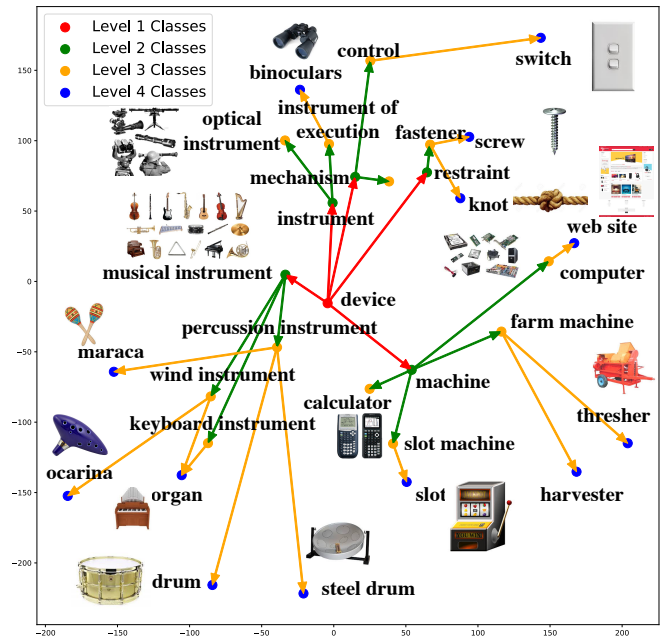 Level 1 Classes
Level 2 Classes
Level 3 Classes
Level 4 Classes
control
switch
binoculars
optical
instrument
instrument of
execution
fastener
screw
mechanism
restraint
instrument
knot
web site
musical instrument
device
computer
percussion instrument
farm machine
maraca
wind instrument
machine
calculator
thresher
keyboard instrument
slot machine
ocarina
organ
slot
harvester
drum
steel drum
150
100
50
0
−50
−100
−150
−200
−200
−150
−100
−50
0
50
100
150
200